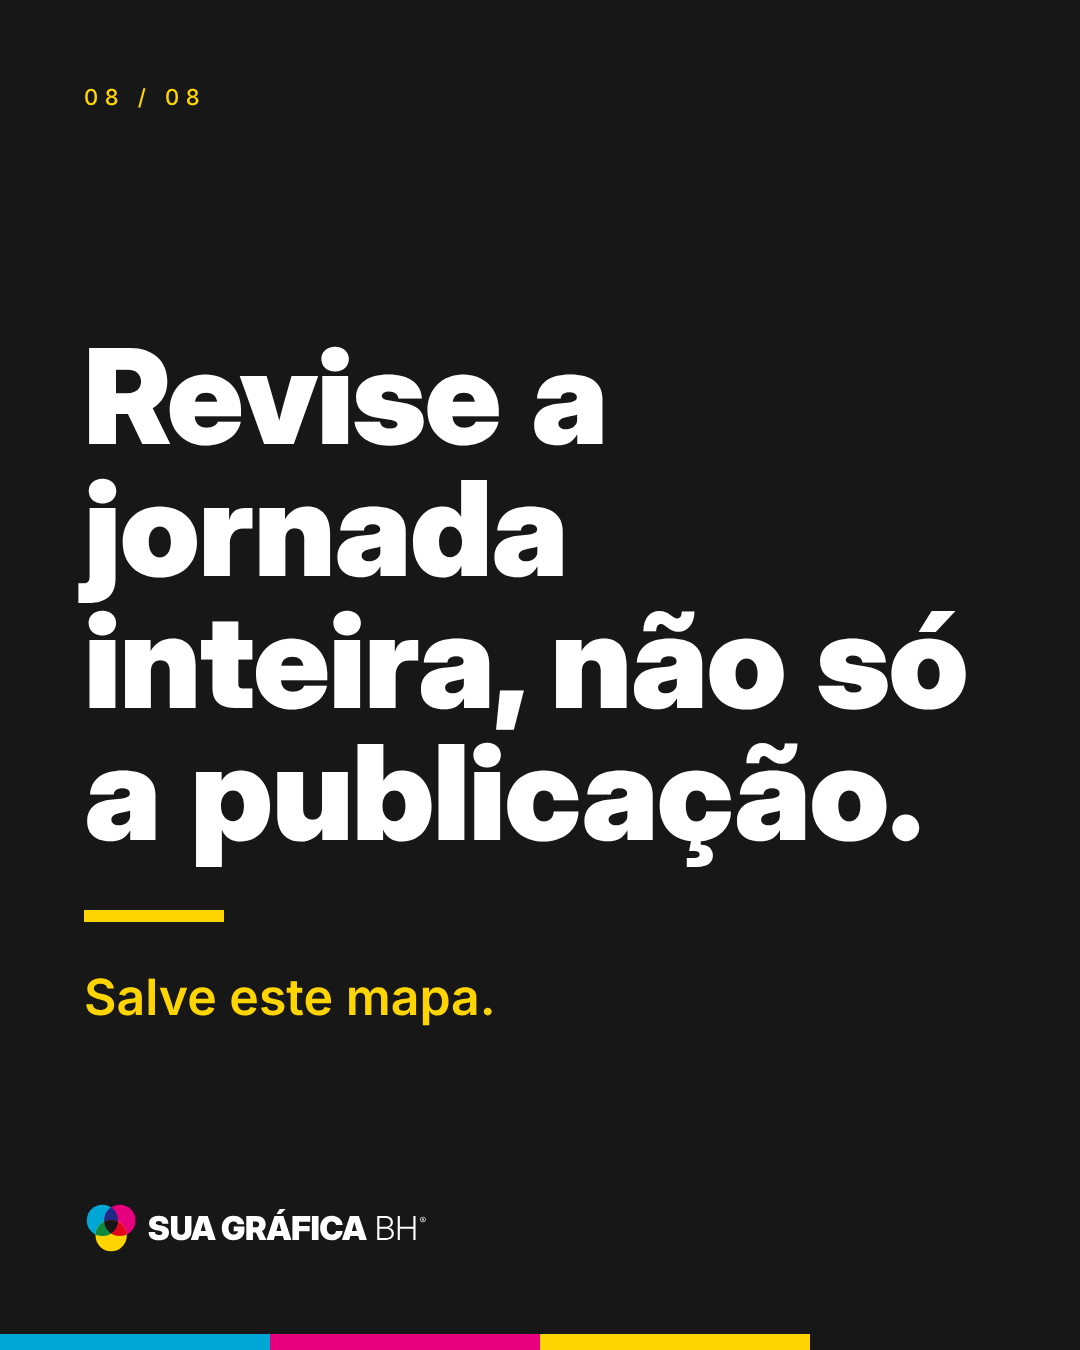 08 / 08
Revise a
jornada
inteira, não só
a publicação.
Salve este mapa.
SUA GRÁFICA BH®